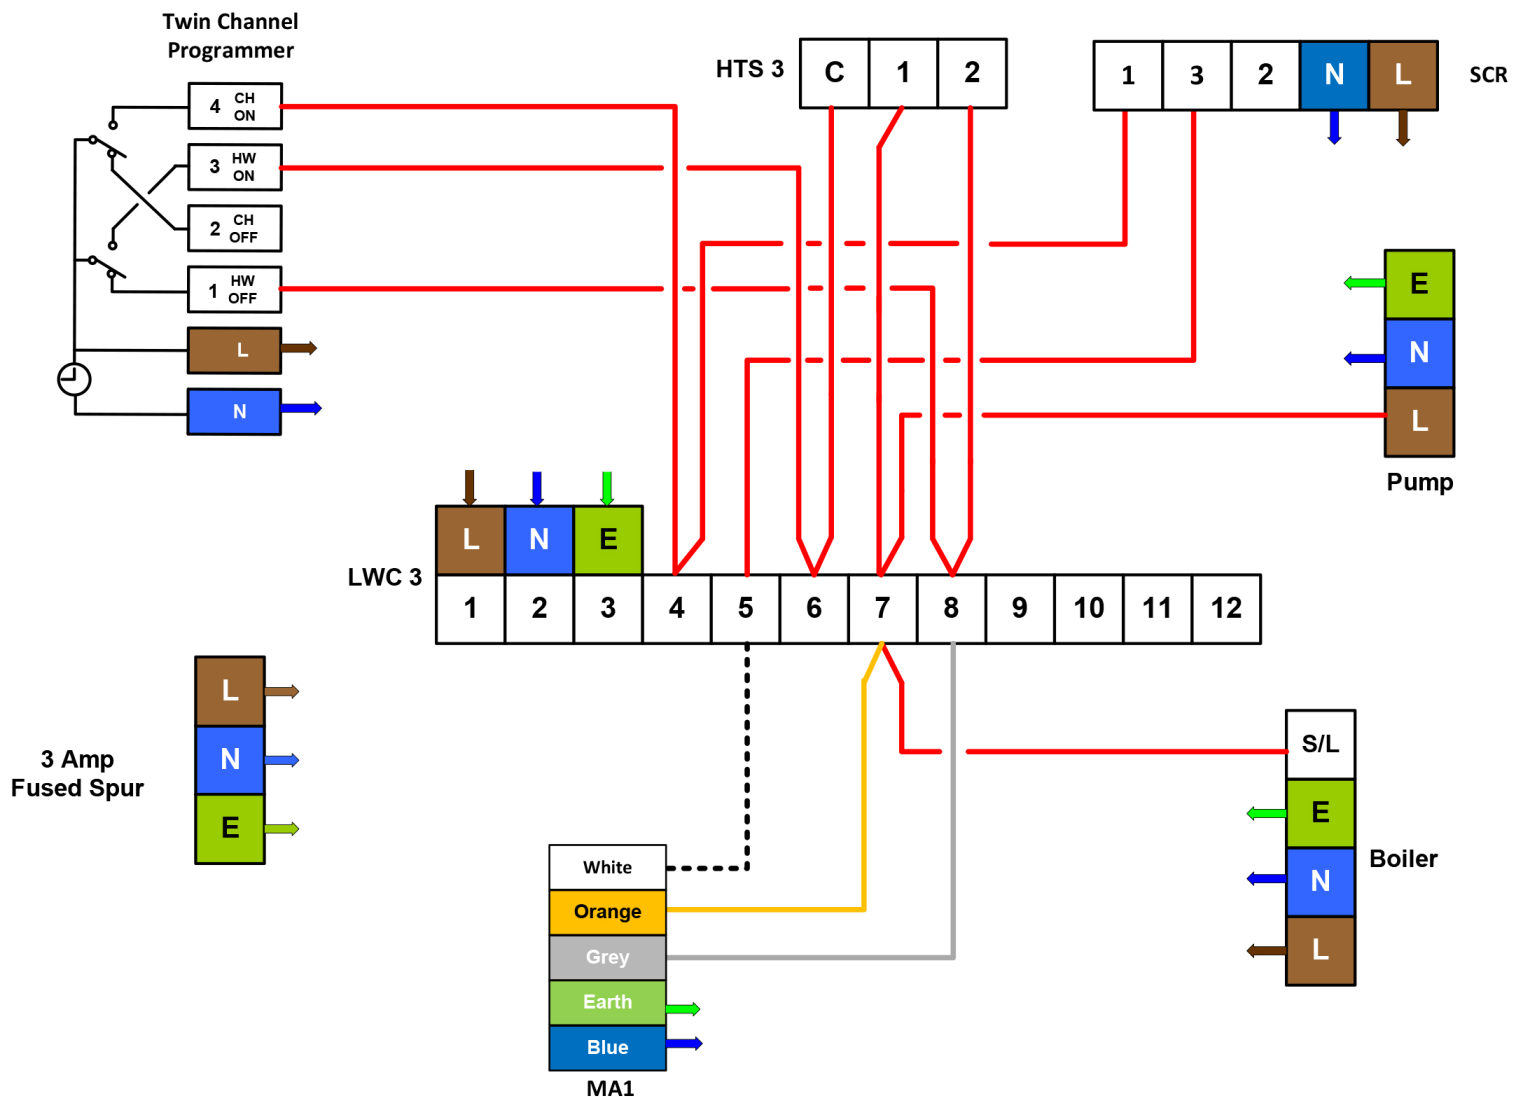 Twin Channel
Programmer
4 CH
ON
3 HW
ON
2 CH
OFF
1 HW
OFF
L
N
HTS 3
C 1 2
1 3 2 N L
SCR
E
N
L
Pump
L N E
LWC 3
1 2 3 4 5 6 7 8 9 10 11 12
3 Amp
Fused Spur
L
N
E
White
Orange
Grey
Earth
Blue
MA1
S/L
E
N
L
Boiler